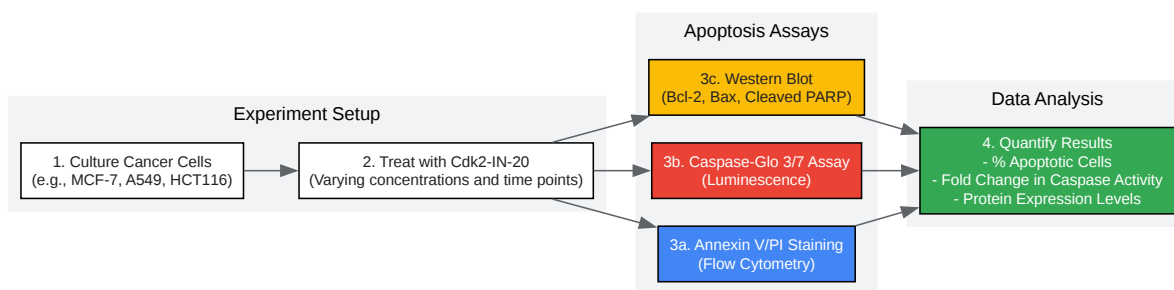 Experiment Setup
1. Culture Cancer Cells
(e.g., MCF-7, A549, HCT116)
2. Treat with Cdk2-IN-20
(Varying concentrations and time points)
Apoptosis Assays
3c. Western Blot
(Bcl-2, Bax, Cleaved PARP)
3b. Caspase-Glo 3/7 Assay
(Luminescence)
3a. Annexin V/PI Staining
(Flow Cytometry)
Data Analysis
4. Quantify Results
- % Apoptotic Cells
- Fold Change in Caspase Activity
- Protein Expression Levels